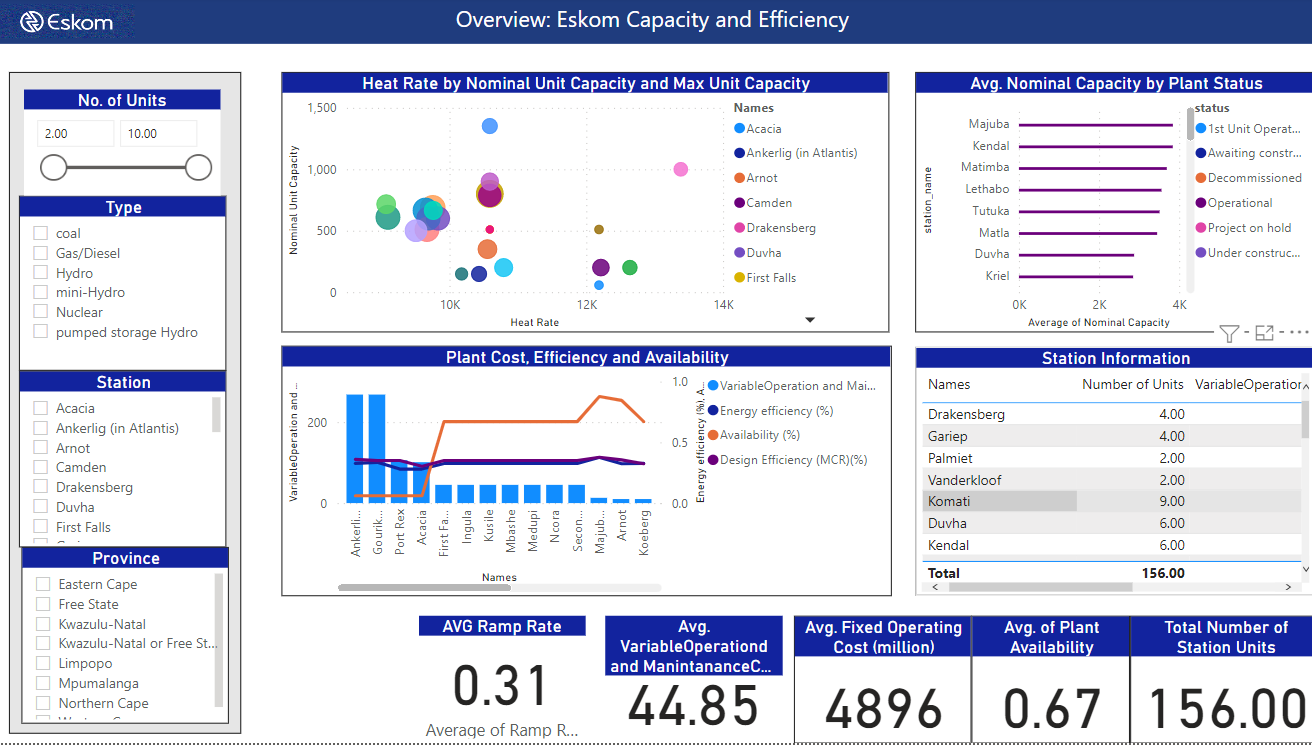 Eskom
Overview: Eskom Capacity and Efficiency
No. of Units
2.00
10.00
Type
coal
Gas/Diesel
Hydro
mini-Hydro
Nuclear
pumped storage Hydro
Station
Acacia
Ankerlig (in Atlantis)
Arnot
Camden
Drakensberg
Duvha
First Falls
Province
Eastern Cape
Free State
Kwazulu-Natal
Kwazulu-Natal or Free St...
Limpopo
Mpumalanga
Northern Cape
Heat Rate by Nominal Unit Capacity and Max Unit Capacity
Nominal Unit Capacity
1,500
1,000
500
0
10K
12K
14K
Heat Rate
Names
Acacia
Ankerlig (in Atlantis)
Arnot
Camden
Drakensberg
Duvha
First Falls
Avg. Nominal Capacity by Plant Status
station_name
Majuba
Kendal
Matimba
Lethabo
Tutuka
Matla
Duvha
Kriel
0K
2K
4K
Average of Nominal Capacity
status
1st Unit Operat...
Awaiting constr...
Decommissioned
Operational
Project on hold
Under construc...
Plant Cost, Efficiency and Availability
VariableOperation and ...
200
0
1.0
0.5
0.0
Energy efficiency (%), A...
Ankerli...
Gourik...
Port Rex
Acacia
First Fa...
Ingula
Kusile
Mbashe
Medupi
Ncora
Secon...
Majub...
Arnot
Koeberg
Names
VariableOperation and Mai...
Energy efficiency (%)
Availability (%)
Design Efficiency (MCR)(%)
Station Information
Names Number of Units VariableOperation
Drakensberg 4.00
Gariep 4.00
Palmiet 2.00
Vanderkloof 2.00
Komati 9.00
Duvha 6.00
Kendal 6.00
Total 156.00
AVG Ramp Rate
0.31
Average of Ramp R...
Avg.
VariableOperationd
and ManintananceC...
44.85
Avg. Fixed Operating
Cost (million)
4896
Avg. of Plant
Availability
0.67
Total Number of
Station Units
156.00